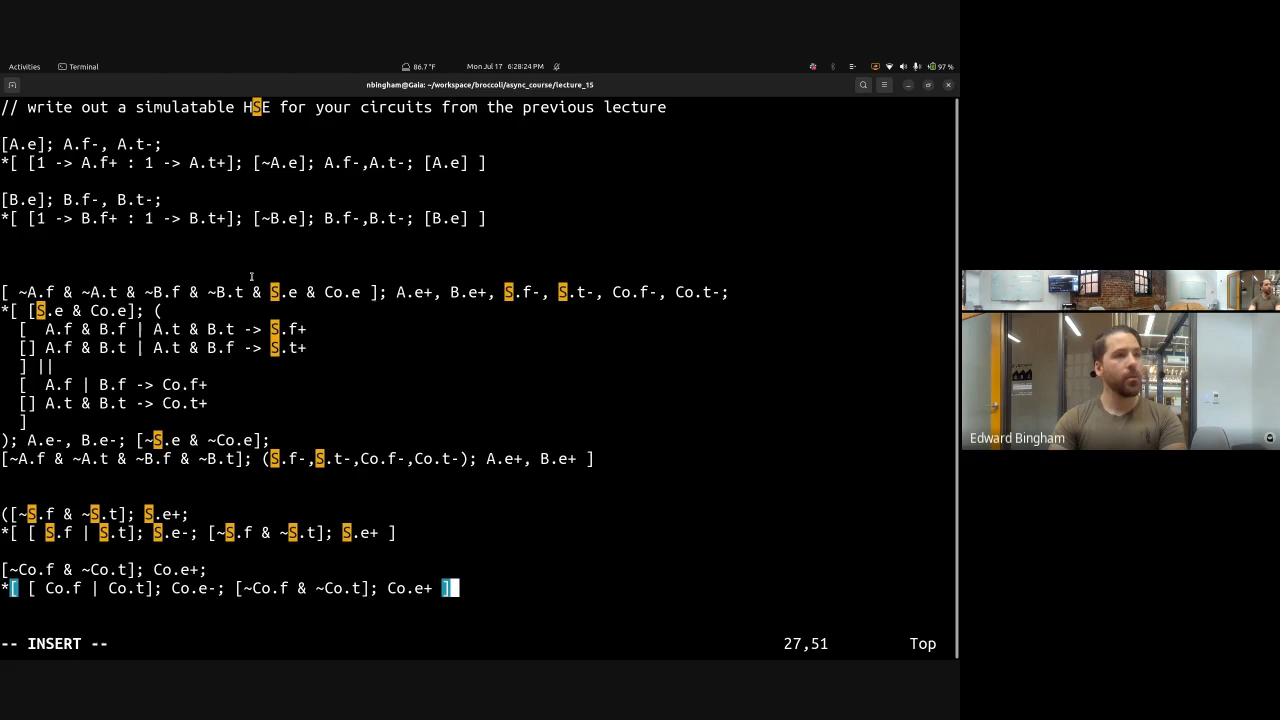 Activities
Terminal
86.7°F
Mon Jul 17 6:28:24 PM
97 %
nbingham@Gaia: ~/workspace/broccoli/async_course/lecture_15
// write out a simulatable HSE for your circuits from the previous lecture
[A.e]; A.f-, A.t-;
*[ [1 -> A.f+ : 1 -> A.t+]; [~A.e]; A.f-,A.t-; [A.e] ]
[B.e]; B.f-, B.t-;
*[ [1 -> B.f+ : 1 -> B.t+]; [~B.e]; B.f-,B.t-; [B.e] ]
[ ~A.f & ~A.t & ~B.f & ~B.t & S.e & Co.e ]; A.e+, B.e+, S.f-, S.t-, Co.f-, Co.t-;
*[ [S.e & Co.e]; (
[  A.f & B.f | A.t & B.t -> S.f+
[] A.f & B.t | A.t & B.f -> S.t+
] ||
[  A.f | B.f -> Co.f+
[] A.t & B.t -> Co.t+
]
); A.e-, B.e-; [~S.e & ~Co.e];
[~A.f & ~A.t & ~B.f & ~B.t]; (S.f-,S.t-,Co.f-,Co.t-); A.e+, B.e+ ]
([~S.f & ~S.t]; S.e+;
*[ [ S.f | S.t]; S.e-; [~S.f & ~S.t]; S.e+ ]
[~Co.f & ~Co.t]; Co.e+;
*[ [ Co.f | Co.t]; Co.e-; [~Co.f & ~Co.t]; Co.e+ ]
-- INSERT --
27,51
Top
Edward Bingham